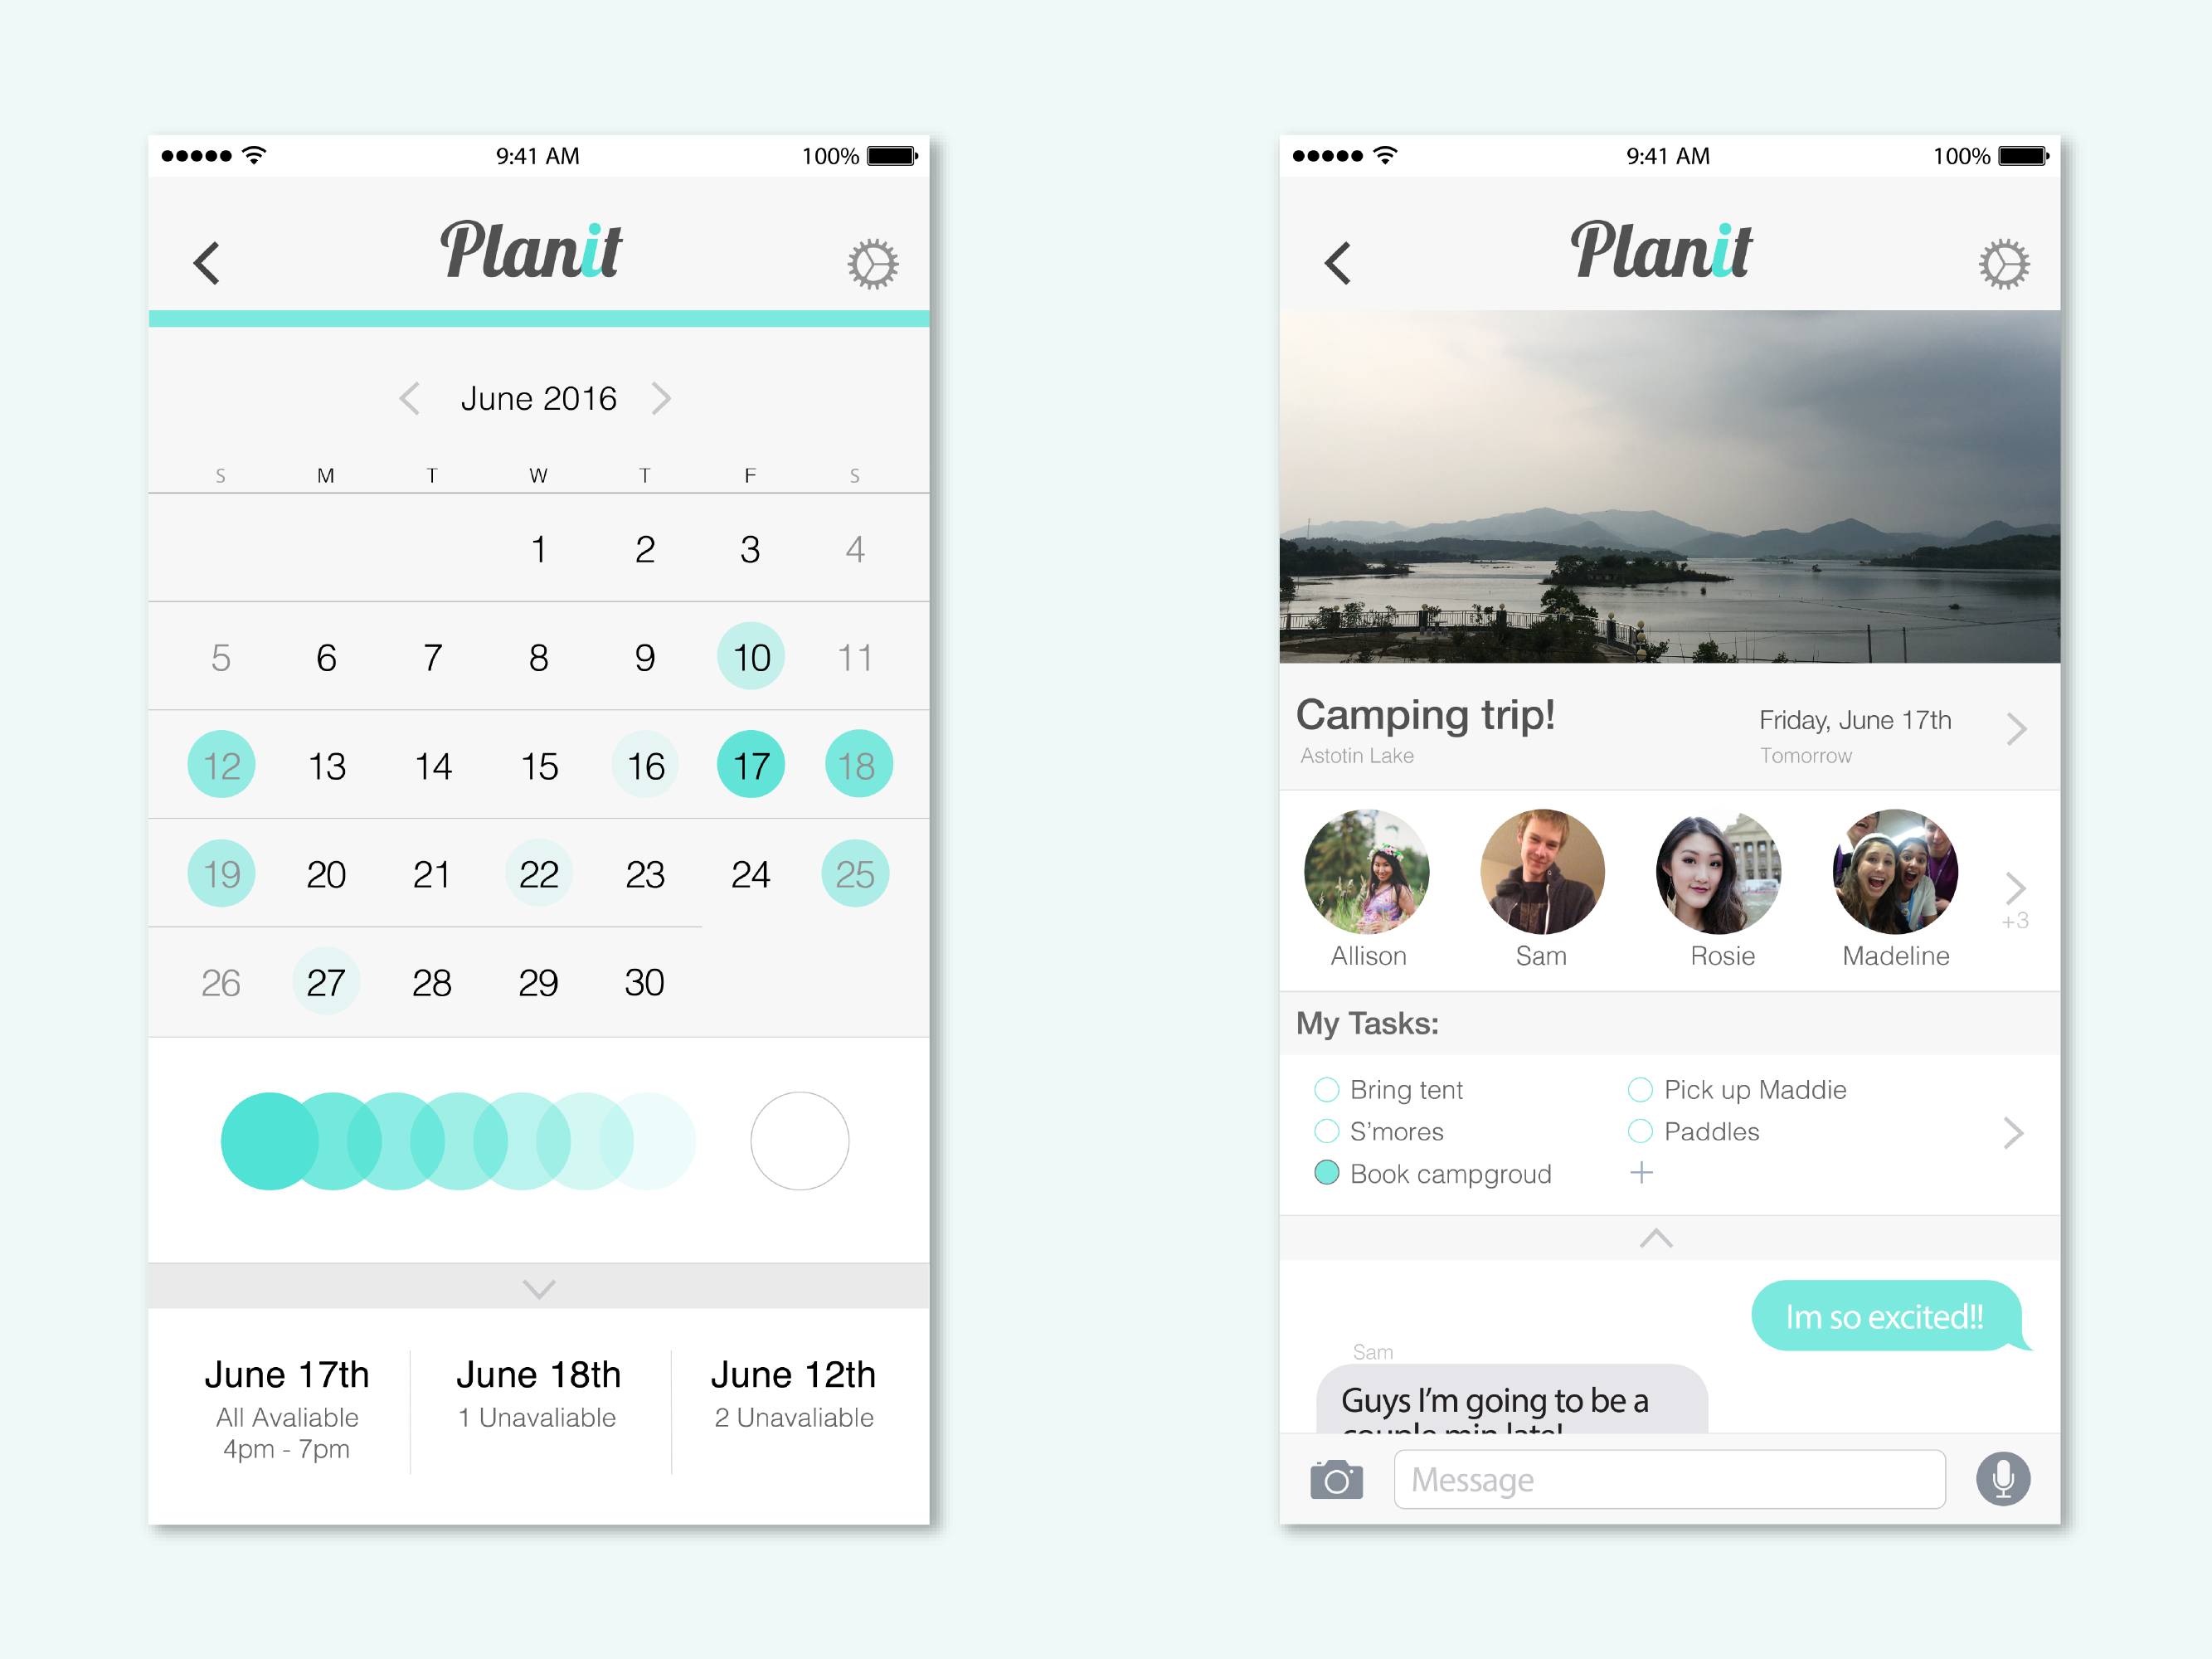 9:41 AM 100%
Planit
June 2016
S M T W T F S
1 2 3 4
5 6 7 8 9 10 11
12 13 14 15 16 17 18
19 20 21 22 23 24 25
26 27 28 29 30
June 17th
All Avaliable
4pm - 7pm
June 18th
1 Unavaliable
June 12th
2 Unavaliable
9:41 AM 100%
Planit
Camping trip!
Astotin Lake
Friday, June 17th
Tomorrow
Allison Sam Rosie Madeline
+3
My Tasks:
Bring tent
S'mores
Book campgroud
Pick up Maddie
Paddles
Im so excited!!
Sam
Guys I'm going to be a
couple min late!
Message